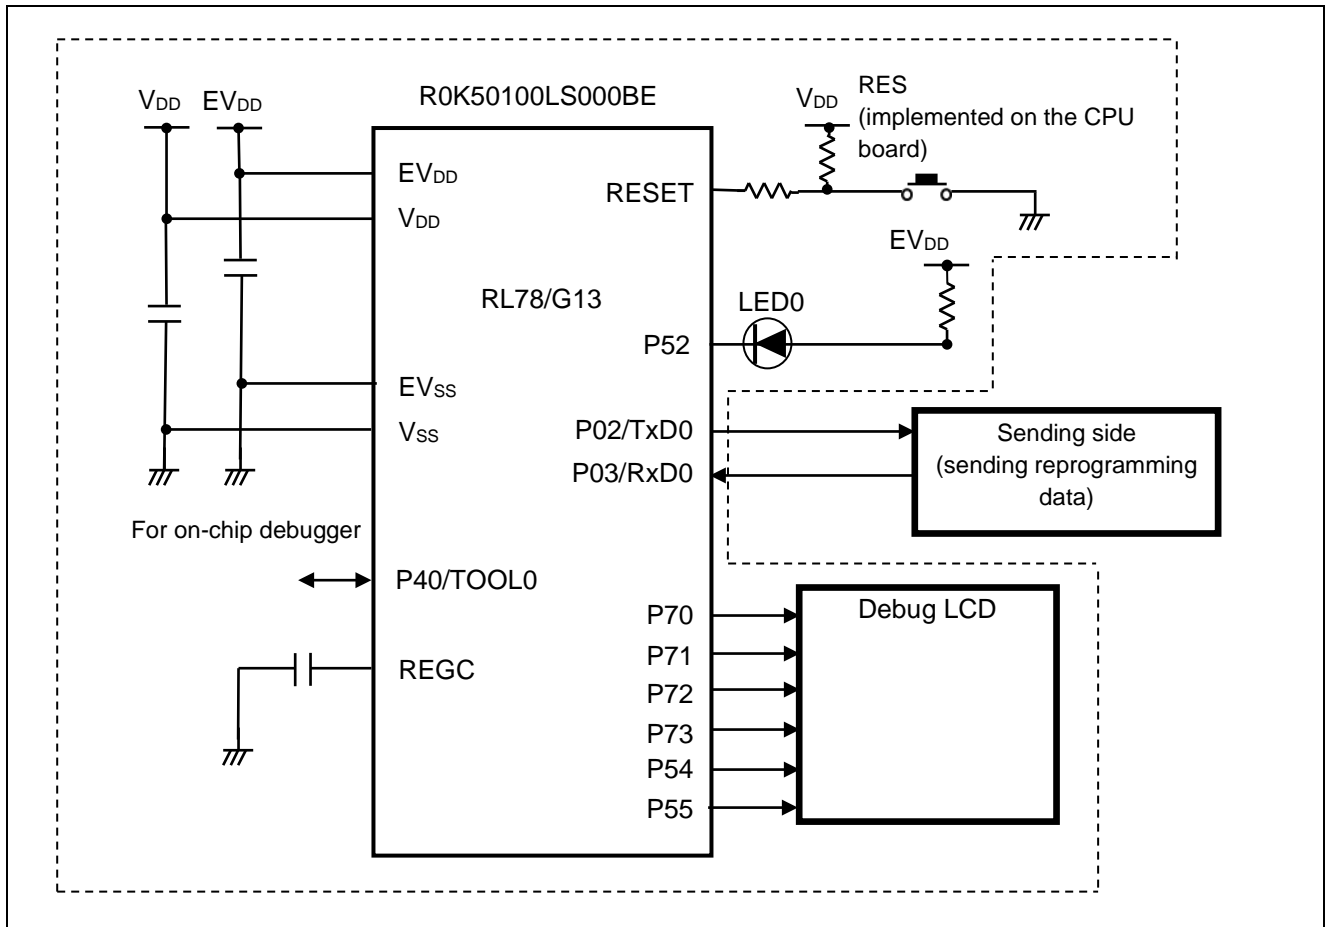 R0K50100LS000BE
VDD
EVDD
EVDD
VDD
RL78/G13
EVSS
VSS
For on-chip debugger
P40/TOOL0
REGC
RESET
P52
P02/TxD0
P03/RxD0
P70
P71
P72
P73
P54
P55
VDD
RES
(implemented on the CPU
board)
EVDD
LED0
Sending side
(sending reprogramming
data)
Debug LCD